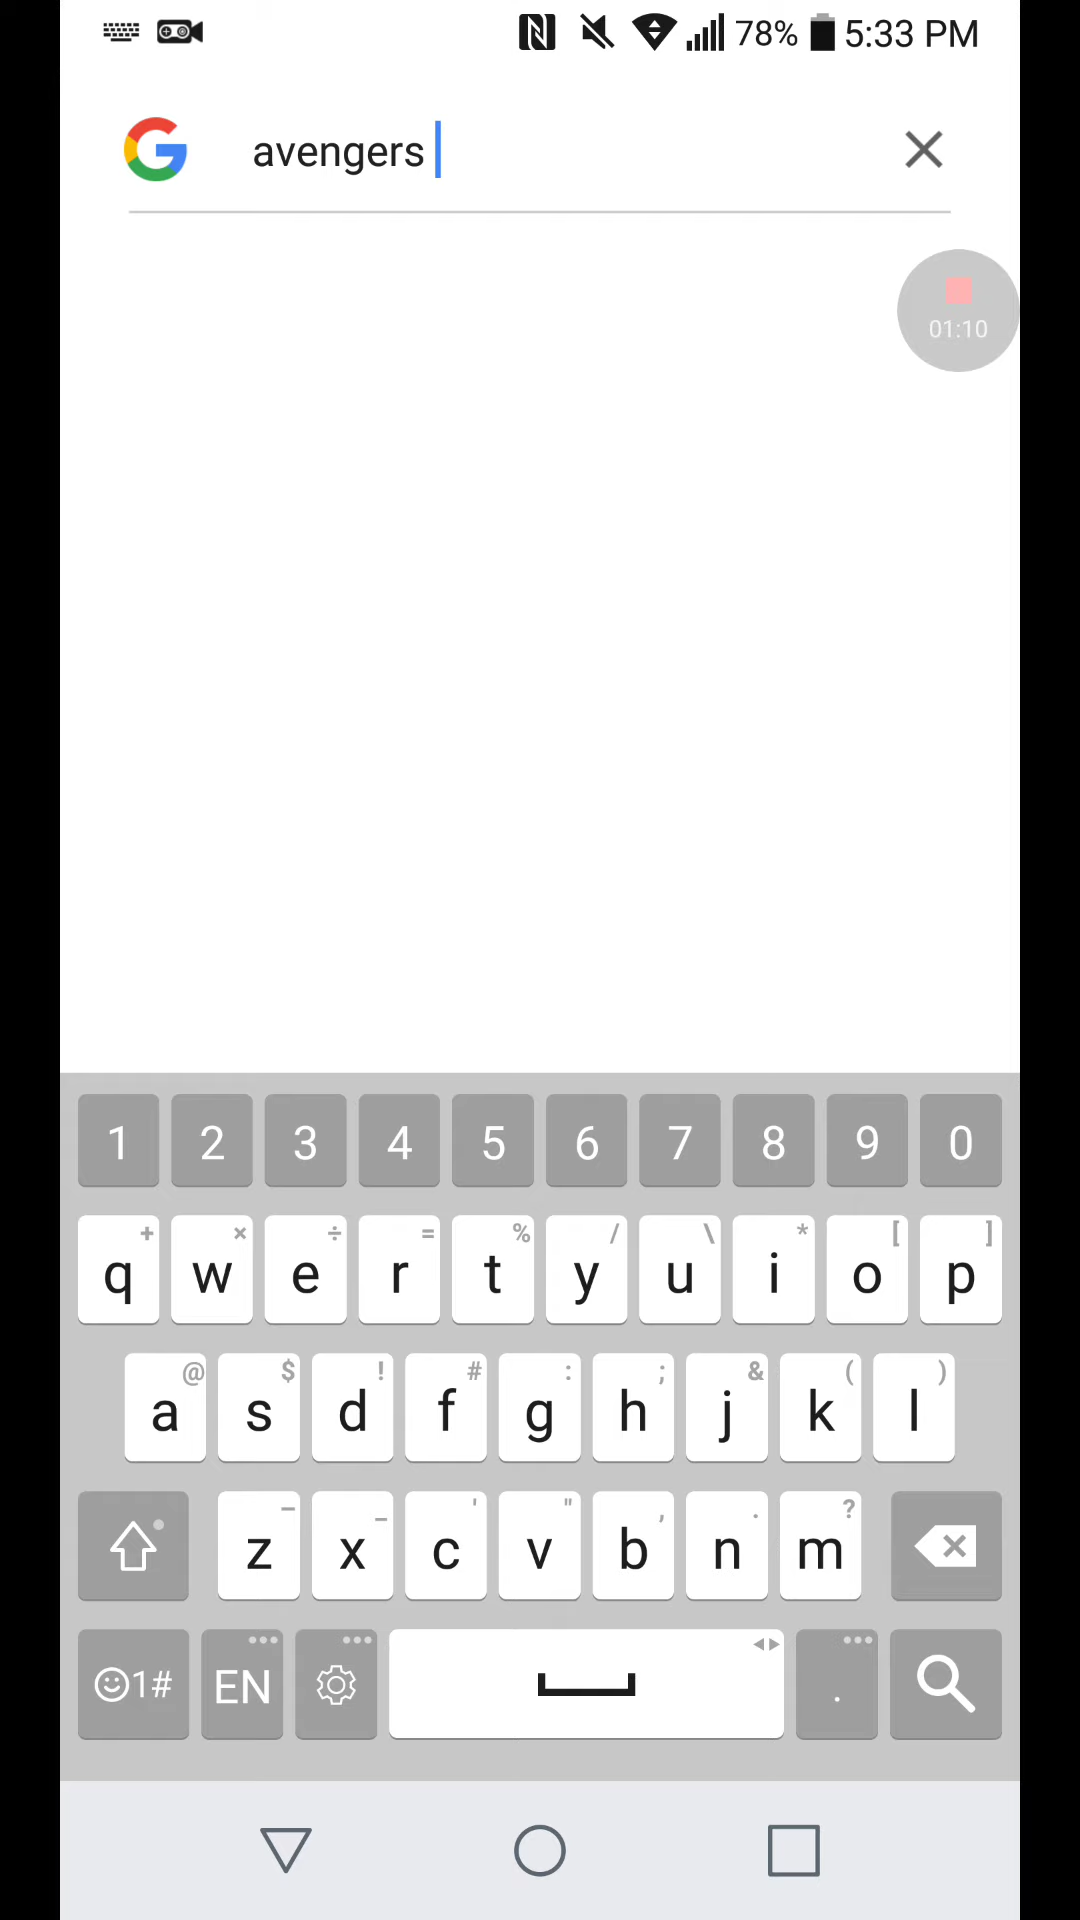 78% 5:33 PM
avengers
01:10
1 2 3 4 5 6 7 8 9 0
+ × ÷ = % / \ * [ ]
q w e r t y u i o p
@ $ ! # : ; & ( )
a s d f g h j k l
– _ ' " , . ?
z x c v b n m
1# EN .